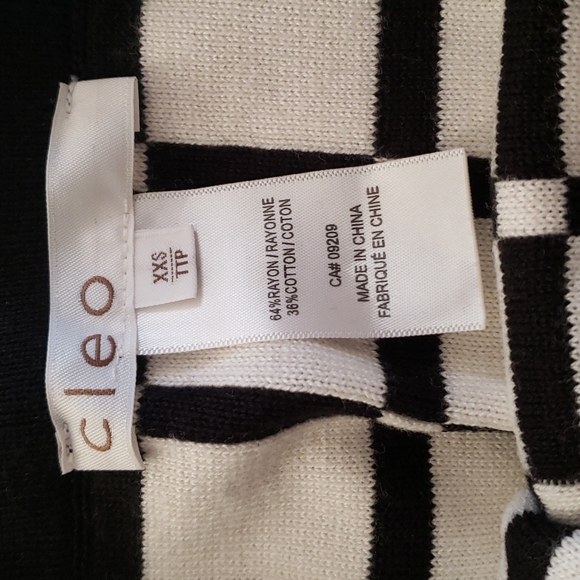 cleo
XXS
TTP
64%RAYON/RAYONNE
36%COTTON/COTON
CA# 09209
MADE IN CHINA
FABRIQUÉ EN CHINE